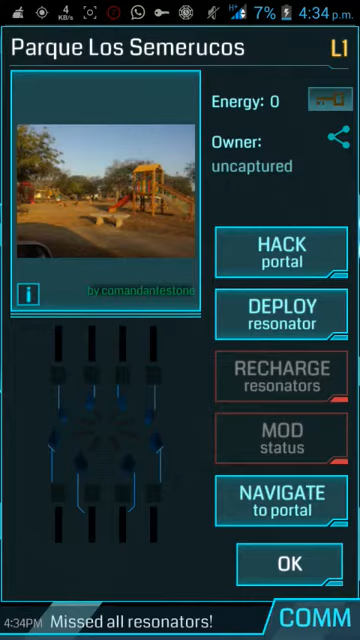 4
KB/s
H+
7%
4:34 p.m.
Parque Los Semerucos
L1
Energy: 0
Owner:
uncaptured
i
by comandantestone
HACK
portal
DEPLOY
resonator
RECHARGE
resonators
MOD
status
NAVIGATE
to portal
OK
4:34PM Missed all resonators!
COMM